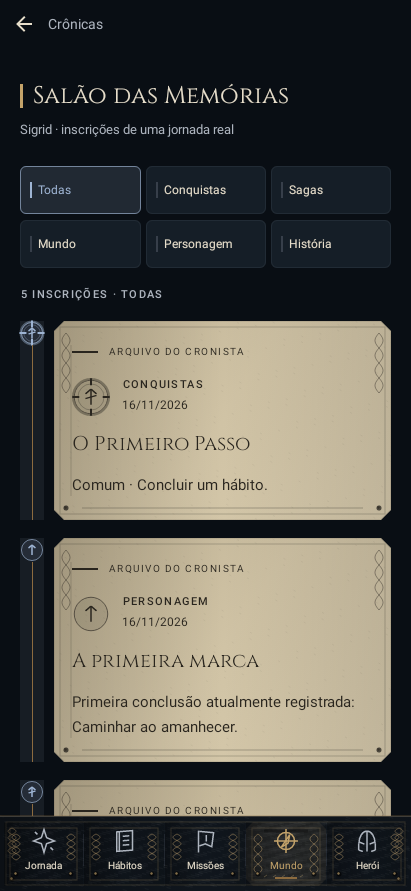 Crônicas
Salão das Memórias
Sigrid · inscrições de uma jornada real
Todas
Conquistas
Sagas
Mundo
Personagem
História
5 INSCRIÇÕES · TODAS
ARQUIVO DO CRONISTA
CONQUISTAS
16/11/2026
O Primeiro Passo
Comum · Concluir um hábito.
ARQUIVO DO CRONISTA
PERSONAGEM
16/11/2026
A primeira marca
Primeira conclusão atualmente registrada:
Caminhar ao amanhecer.
ARQUIVO DO CRONISTA
Jornada
Hábitos
Missões
Mundo
Herói